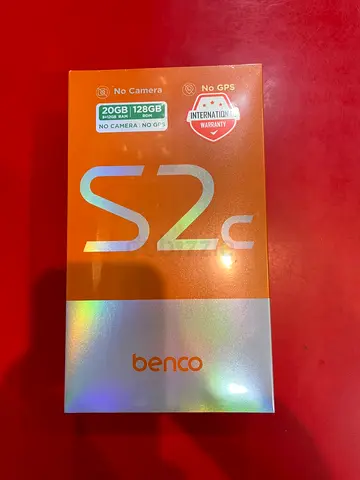 No Camera
No GPS
20GB
8+12GB RAM
128GB
ROM
NO CAMERA | NO GPS
INTERNATIONAL
WARRANTY
S2c
benco